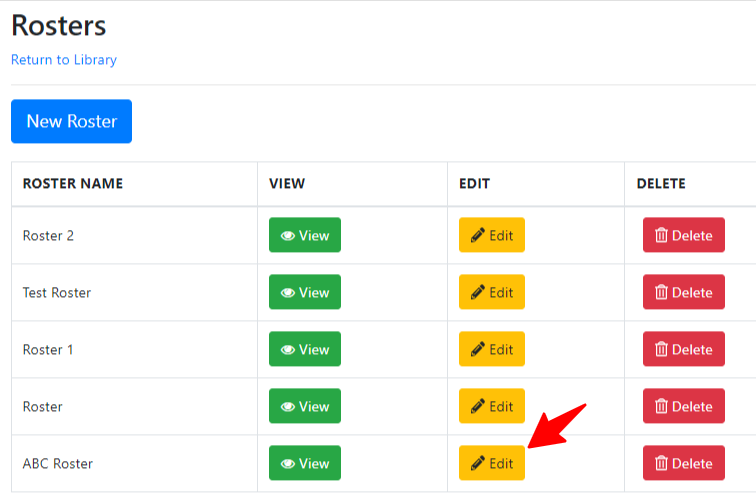 Rosters
Return to Library
New Roster
ROSTER NAME VIEW EDIT DELETE
Roster 2 View Edit Delete
Test Roster View Edit Delete
Roster 1 View Edit Delete
Roster View Edit Delete
ABC Roster View Edit Delete